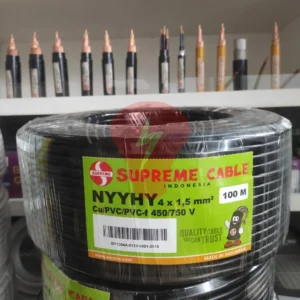 SUPREME
SUPREME CABLE
INDONESIA
NYYHY 4 x 1,5 mm²
100 M
Cu/PVC/PVC-f 450/750 V
QUALITY CABLE
YOU CAN TRUST